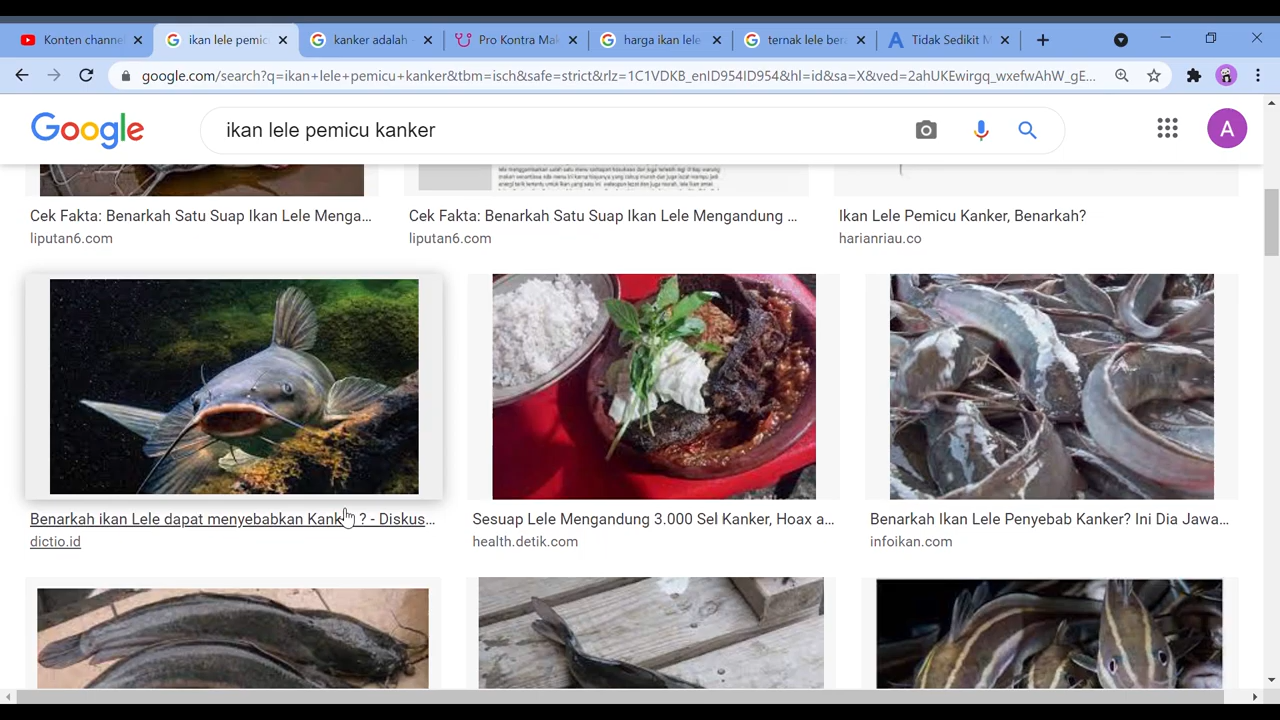 Konten channe
ikan lele pemic
kanker adalah -
Pro Kontra Ma
harga ikan lele
ternak lele ber
Tidak Sedikit M
google.com/search?q=ikan+lele+pemicu+kanker&tbm=isch&safe=strict&rlz=1C1VDKB_enID954ID954&hl=id&sa=X&ved=2ahUKEwirgq_wxefwAhW_gE...
Google
ikan lele pemicu kanker
A
Cek Fakta: Benarkah Satu Suap Ikan Lele Menga...
Cek Fakta: Benarkah Satu Suap Ikan Lele Mengandung ...
Ikan Lele Pemicu Kanker, Benarkah?
liputan6.com
liputan6.com
harianriau.co
Benarkah ikan Lele dapat menyebabkan Kanker ? - Diskus...
Sesuap Lele Mengandung 3.000 Sel Kanker, Hoax a...
Benarkah Ikan Lele Penyebab Kanker? Ini Dia Jawa...
dictio.id
health.detik.com
infoikan.com